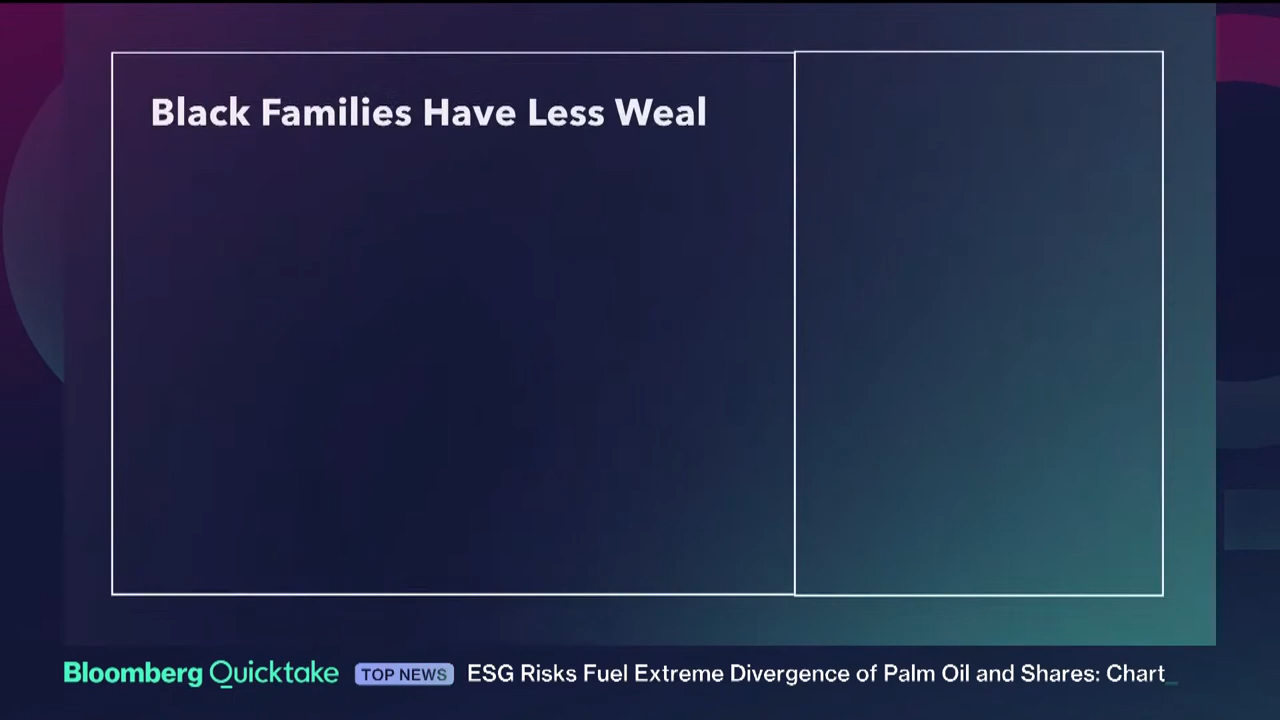 Black Families Have Less Weal
Bloomberg Quicktake TOP NEWS ESG Risks Fuel Extreme Divergence of Palm Oil and Shares: Chart_